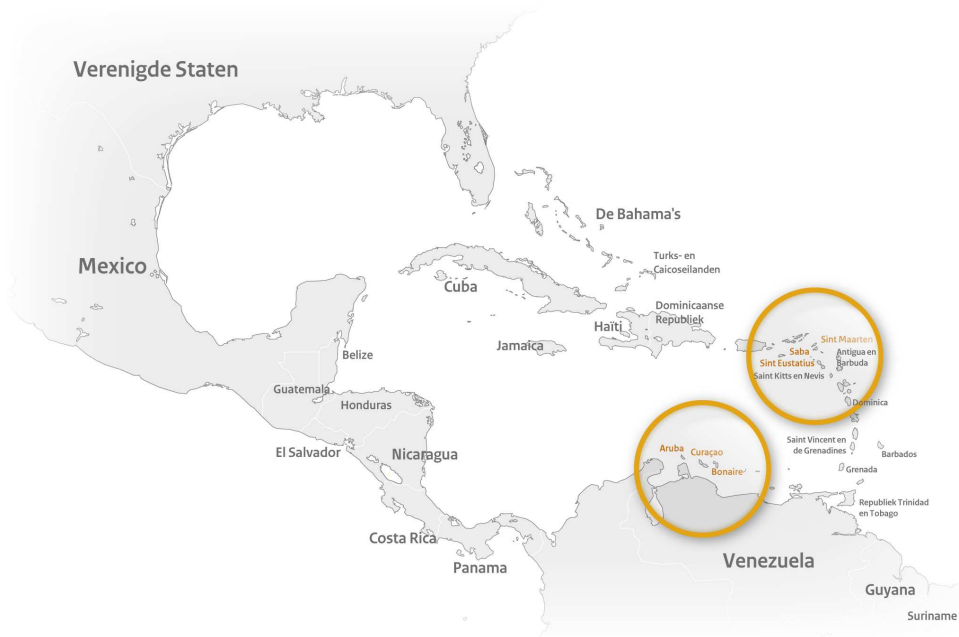 Verenigde Staten
De Bahama's
Turks- en
Caicoseilanden
Mexico
Cuba
Dominicaanse
Republiek
Haïti
Jamaica
Belize
Guatemala
Honduras
El Salvador
Nicaragua
Costa Rica
Panama
Sint Maarten
Saba
Sint Eustatius
Antigua en
Barbuda
Saint Kitts en Nevis
Dominica
Saint Vincent en
de Grenadines
Barbados
Grenada
Aruba
Curaçao
Bonaire
Republiek Trinidad
en Tobago
Venezuela
Guyana
Suriname